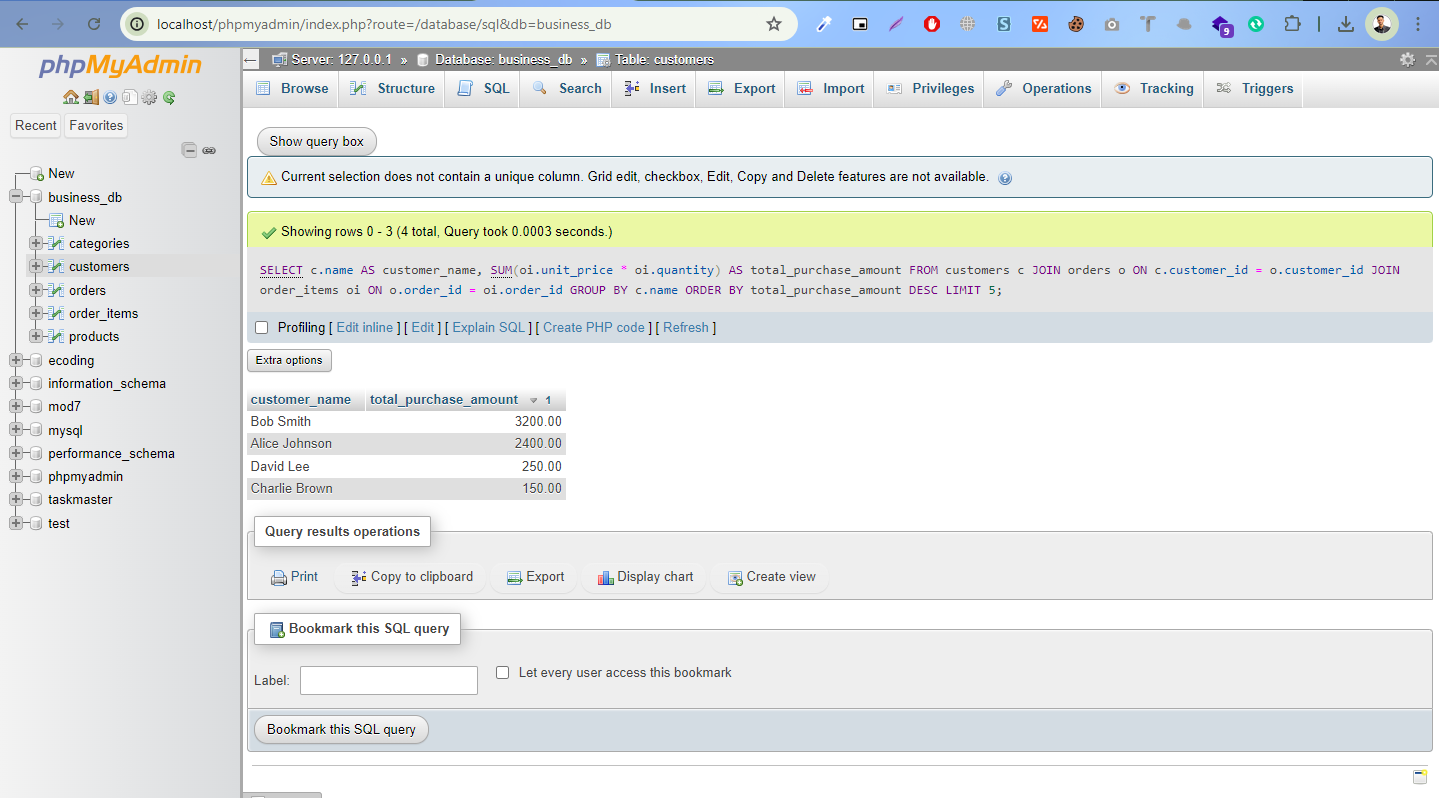 localhost/phpmyadmin/index.php?route=/database/sql&db=business_db
9
phpMyAdmin
Recent Favorites
New
business_db
New
categories
customers
orders
order_items
products
ecoding
information_schema
mod7
mysql
performance_schema
phpmyadmin
taskmaster
test
Server: 127.0.0.1 » Database: business_db » Table: customers
Browse Structure SQL Search Insert Export Import Privileges Operations Tracking Triggers
Show query box
Current selection does not contain a unique column. Grid edit, checkbox, Edit, Copy and Delete features are not available.
Showing rows 0 - 3 (4 total, Query took 0.0003 seconds.)
SELECT c.name AS customer_name, SUM(oi.unit_price * oi.quantity) AS total_purchase_amount FROM customers c JOIN orders o ON c.customer_id = o.customer_id JOIN
order_items oi ON o.order_id = oi.order_id GROUP BY c.name ORDER BY total_purchase_amount DESC LIMIT 5;
Profiling [ Edit inline ] [ Edit ] [ Explain SQL ] [ Create PHP code ] [ Refresh ]
Extra options
customer_name total_purchase_amount 1
Bob Smith 3200.00
Alice Johnson 2400.00
David Lee 250.00
Charlie Brown 150.00
Query results operations
Print Copy to clipboard Export Display chart Create view
Bookmark this SQL query
Label: Let every user access this bookmark
Bookmark this SQL query